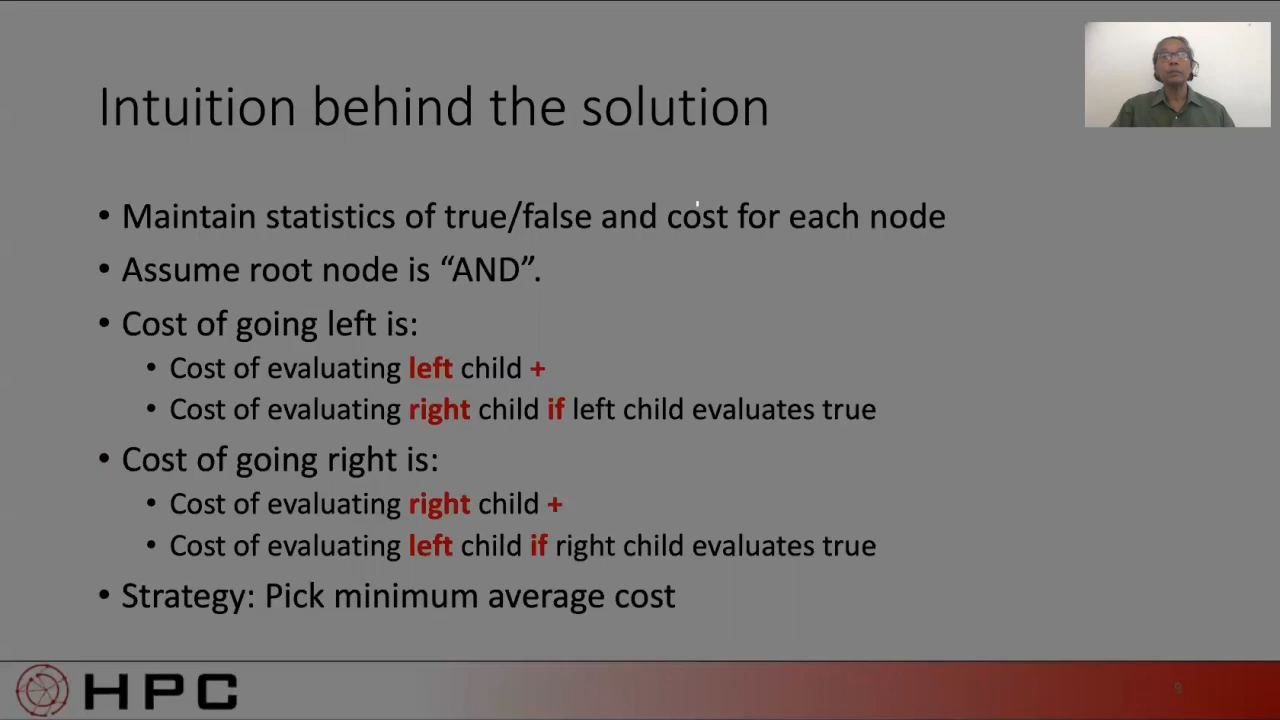 Intuition behind the solution
• Maintain statistics of true/false and cost for each node
• Assume root node is “AND”.
• Cost of going left is:
• Cost of evaluating left child +
• Cost of evaluating right child if left child evaluates true
• Cost of going right is:
• Cost of evaluating right child +
• Cost of evaluating left child if right child evaluates true
• Strategy: Pick minimum average cost
HPC
9